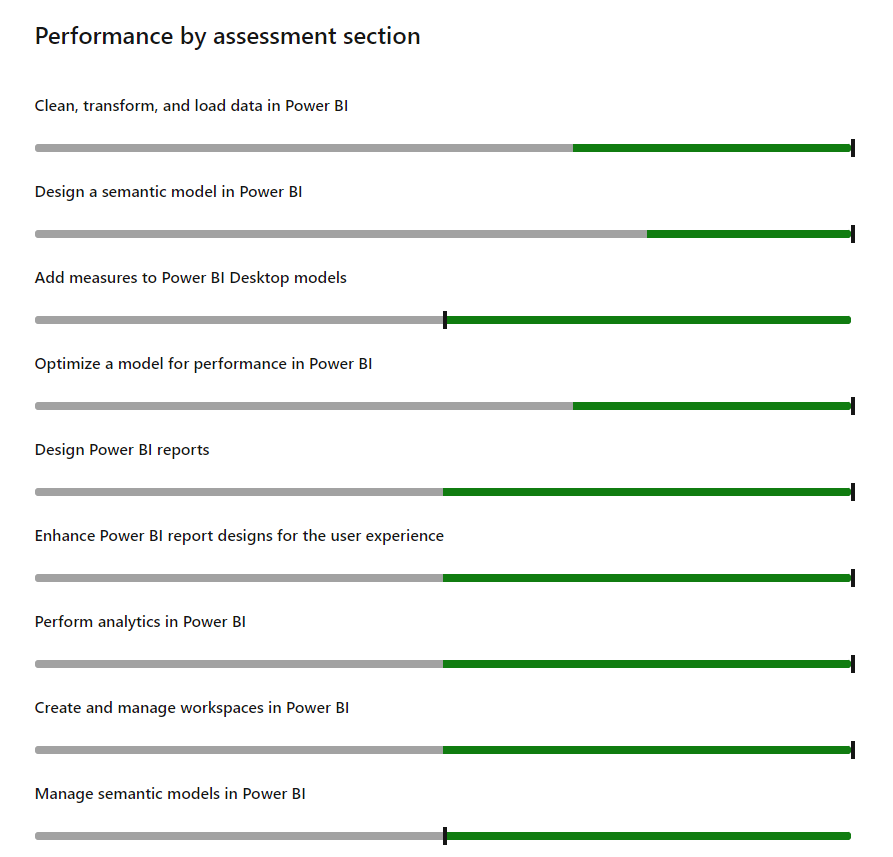 Performance by assessment section
Clean, transform, and load data in Power BI
Design a semantic model in Power BI
Add measures to Power BI Desktop models
Optimize a model for performance in Power BI
Design Power BI reports
Enhance Power BI report designs for the user experience
Perform analytics in Power BI
Create and manage workspaces in Power BI
Manage semantic models in Power BI